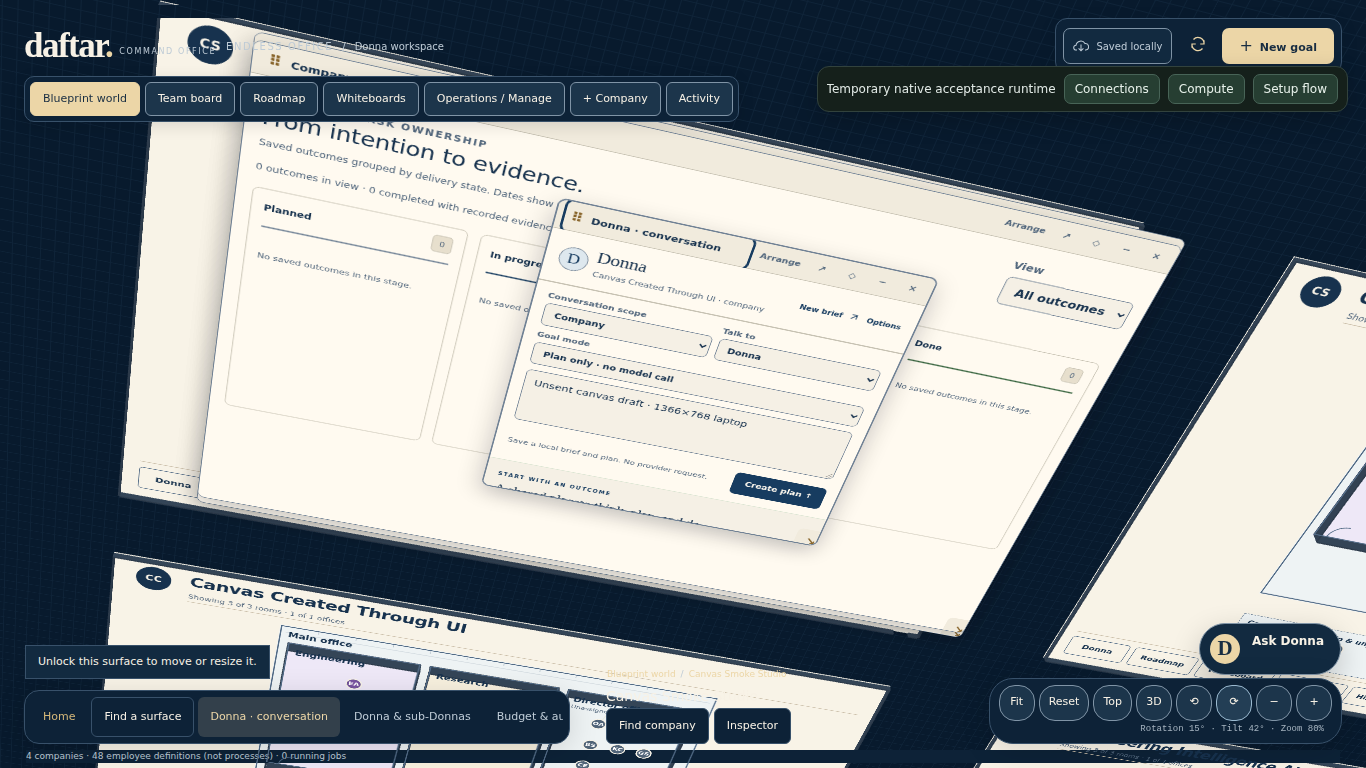 daftar. COMMAND OFFICE
CS
ENDLESS OFFICE / Donna workspace
Saved locally
+ New goal
Blueprint world
Team board
Roadmap
Whiteboards
Operations / Manage
+ Company
Activity
Temporary native acceptance runtime
Connections
Compute
Setup flow
OWNERSHIP
From intention to evidence.
Saved outcomes grouped by delivery state. Dates show
0 outcomes in view · 0 completed with recorded
Arrange
View
All outcomes
Planned
0
No saved outcomes in this stage.
In
No saved
Done
0
No saved outcomes in this stage.
Donna · conversation
Arrange
D
Donna
Canvas Created Through UI · company
New brief
Options
Conversation scope
Company
Talk to
Donna
Goal mode
Plan only · no model call
Unsent canvas draft · 1366×768 laptop
Save a local brief and plan. No provider request.
Create plan ↑
START WITH AN OUTCOME
Donna
CS
CC
Canvas Created Through UI
Showing 3 of 3 rooms · 1 of 1 offices
Main office
Engineering
EA
Research
Donna
Roadmap
D
Ask Donna
Unlock this surface to move or resize it.
Blueprint world / Canvas Smoke Studio
Home
Find a surface
Donna · conversation
Donna & sub-Donnas
Budget &
Find company
Inspector
Fit
Reset
Top
3D
⟲
⟳
−
+
Rotation 15° · Tilt 42° · Zoom 80%
4 companies · 48 employee definitions (not processes) · 0 running jobs